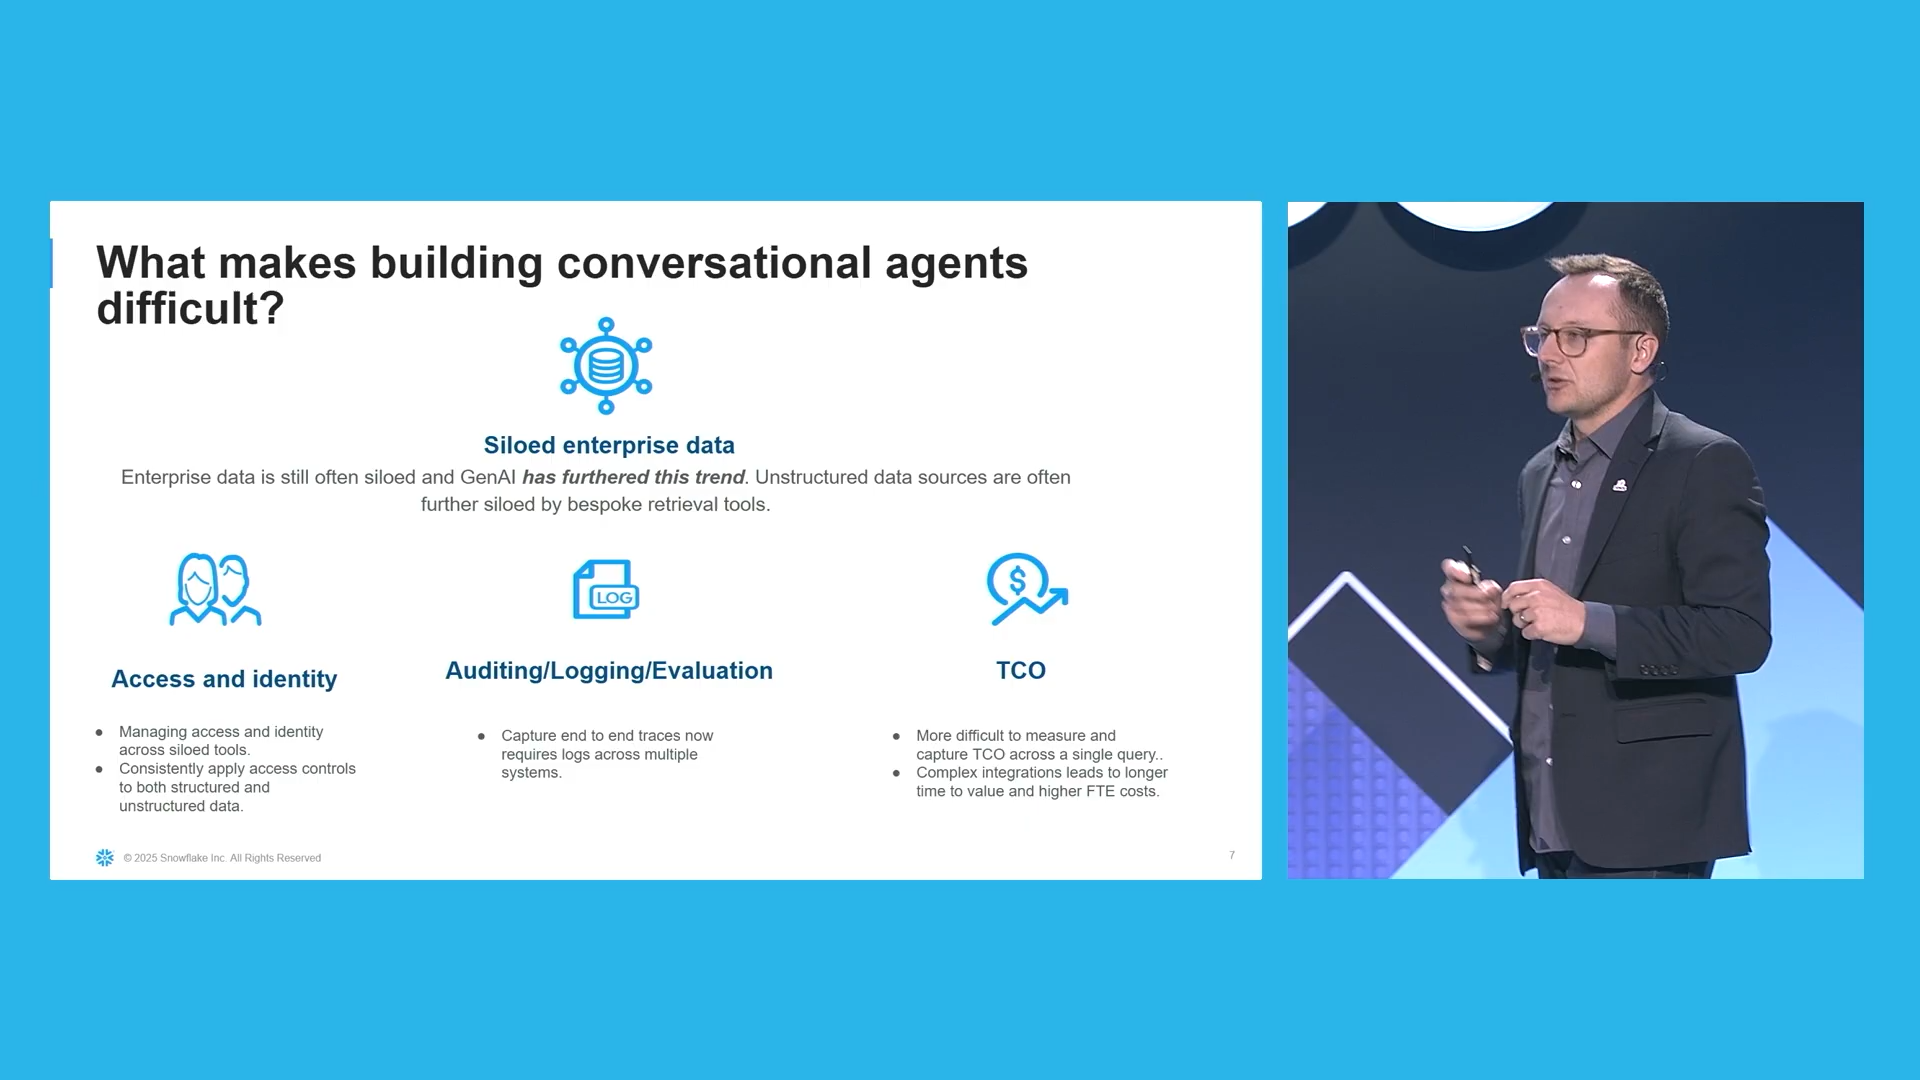 What makes building conversational agents
difficult?
Siloed enterprise data
Enterprise data is still often siloed and GenAI has furthered this trend. Unstructured data sources are often
further siloed by bespoke retrieval tools.
Access and identity
● Managing access and identity
across siloed tools.
● Consistently apply access controls
to both structured and
unstructured data.
LOG
Auditing/Logging/Evaluation
● Capture end to end traces now
requires logs across multiple
systems.
$
TCO
● More difficult to measure and
capture TCO across a single query..
● Complex integrations leads to longer
time to value and higher FTE costs.
© 2025 Snowflake Inc. All Rights Reserved
7